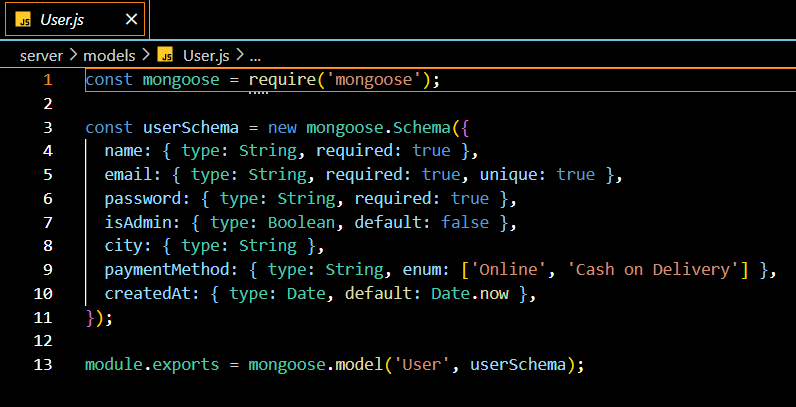 JS User.js ×
server > models > JS User.js > ...
1 const mongoose = require('mongoose');
2
3 const userSchema = new mongoose.Schema({
4   name: { type: String, required: true },
5   email: { type: String, required: true, unique: true },
6   password: { type: String, required: true },
7   isAdmin: { type: Boolean, default: false },
8   city: { type: String },
9   paymentMethod: { type: String, enum: ['Online', 'Cash on Delivery'] },
10   createdAt: { type: Date, default: Date.now },
11 });
12
13 module.exports = mongoose.model('User', userSchema);